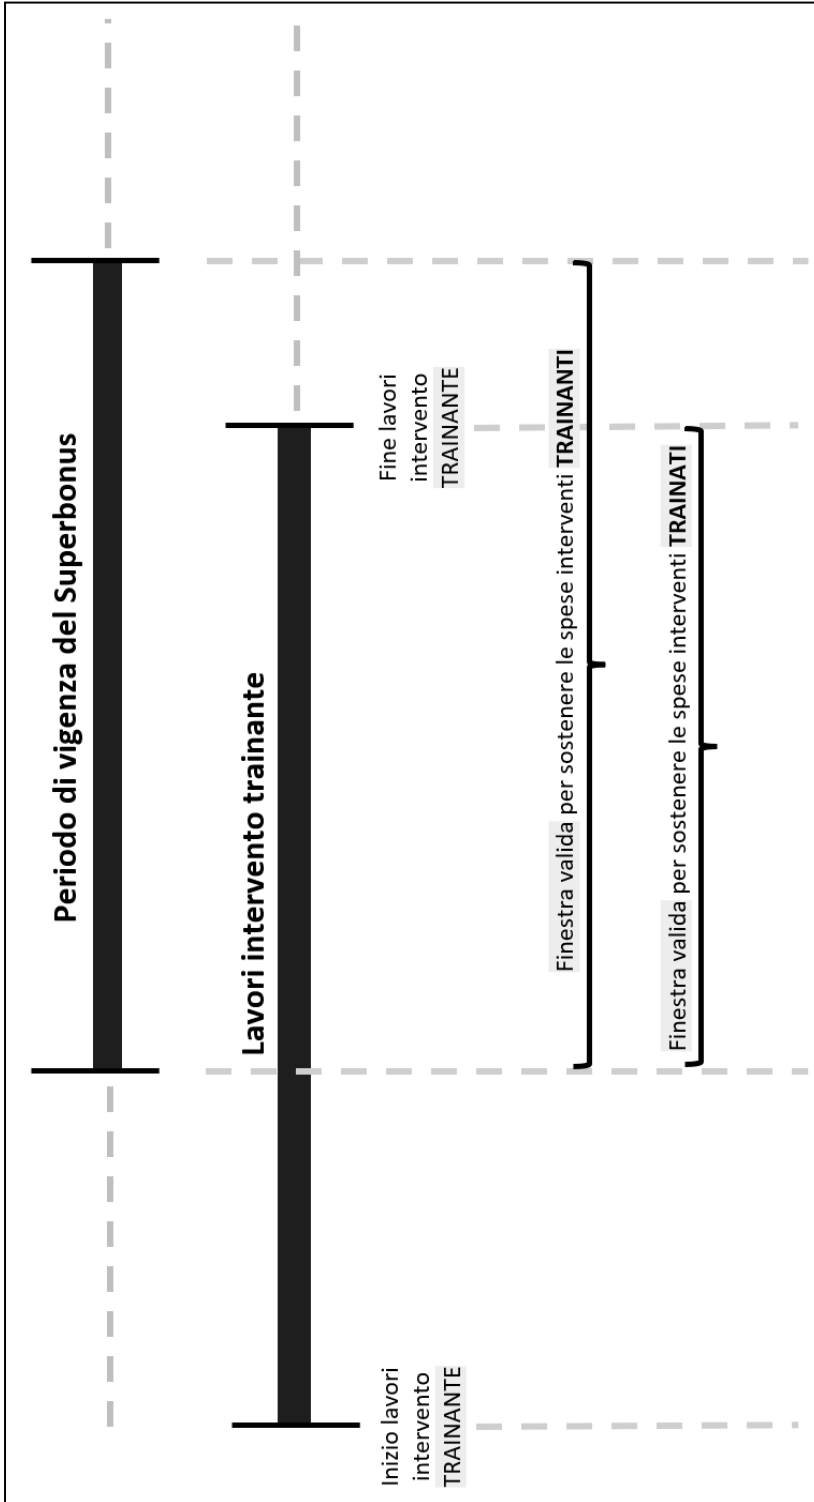 Periodo di vigenza del Superbonus
Lavori intervento trainante
Inizio lavori
intervento
TRAINANTE
Fine lavori
intervento
TRAINANTE
Finestra valida per sostenere le spese interventi TRAINANTI
Finestra valida per sostenere le spese interventi TRAINATI